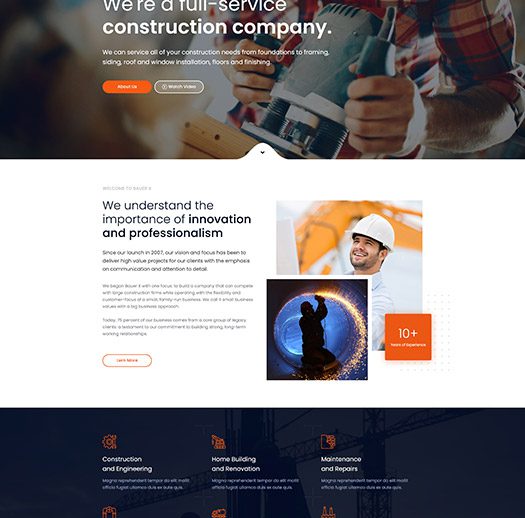 We're a full-service
construction company.
We can service all of your construction needs from foundations to framing,
siding, roof and window installation, floors and finishing.
About Us
Watch Video
WELCOME TO BAUER X
We understand the
importance of innovation
and professionalism
Since our launch in 2007, our vision and focus has been to
deliver high value projects for our clients with the emphasis
on communication and attention to detail.
We began Bauer X with one focus: to build a company that can compete
with large construction firms while operating with the flexibility and
customer-focus of a small family-run business. We call it small business
values with a big business approach.
Today, 75 percent of our business comes from a core group of legacy
clients: a testament to our commitment to building strong, long-term
working relationships.
Learn More
10+
Years of Experience
Construction
and Engineering
Magna reprehenderit tempor do elit mollit
officia fugiat ullamco duis ex aute quis.
Home Building
and Renovation
Magna reprehenderit tempor do elit mollit
officia fugiat ullamco duis ex aute quis.
Maintenance
and Repairs
Magna reprehenderit tempor do elit mollit
officia fugiat ullamco duis ex aute quis.